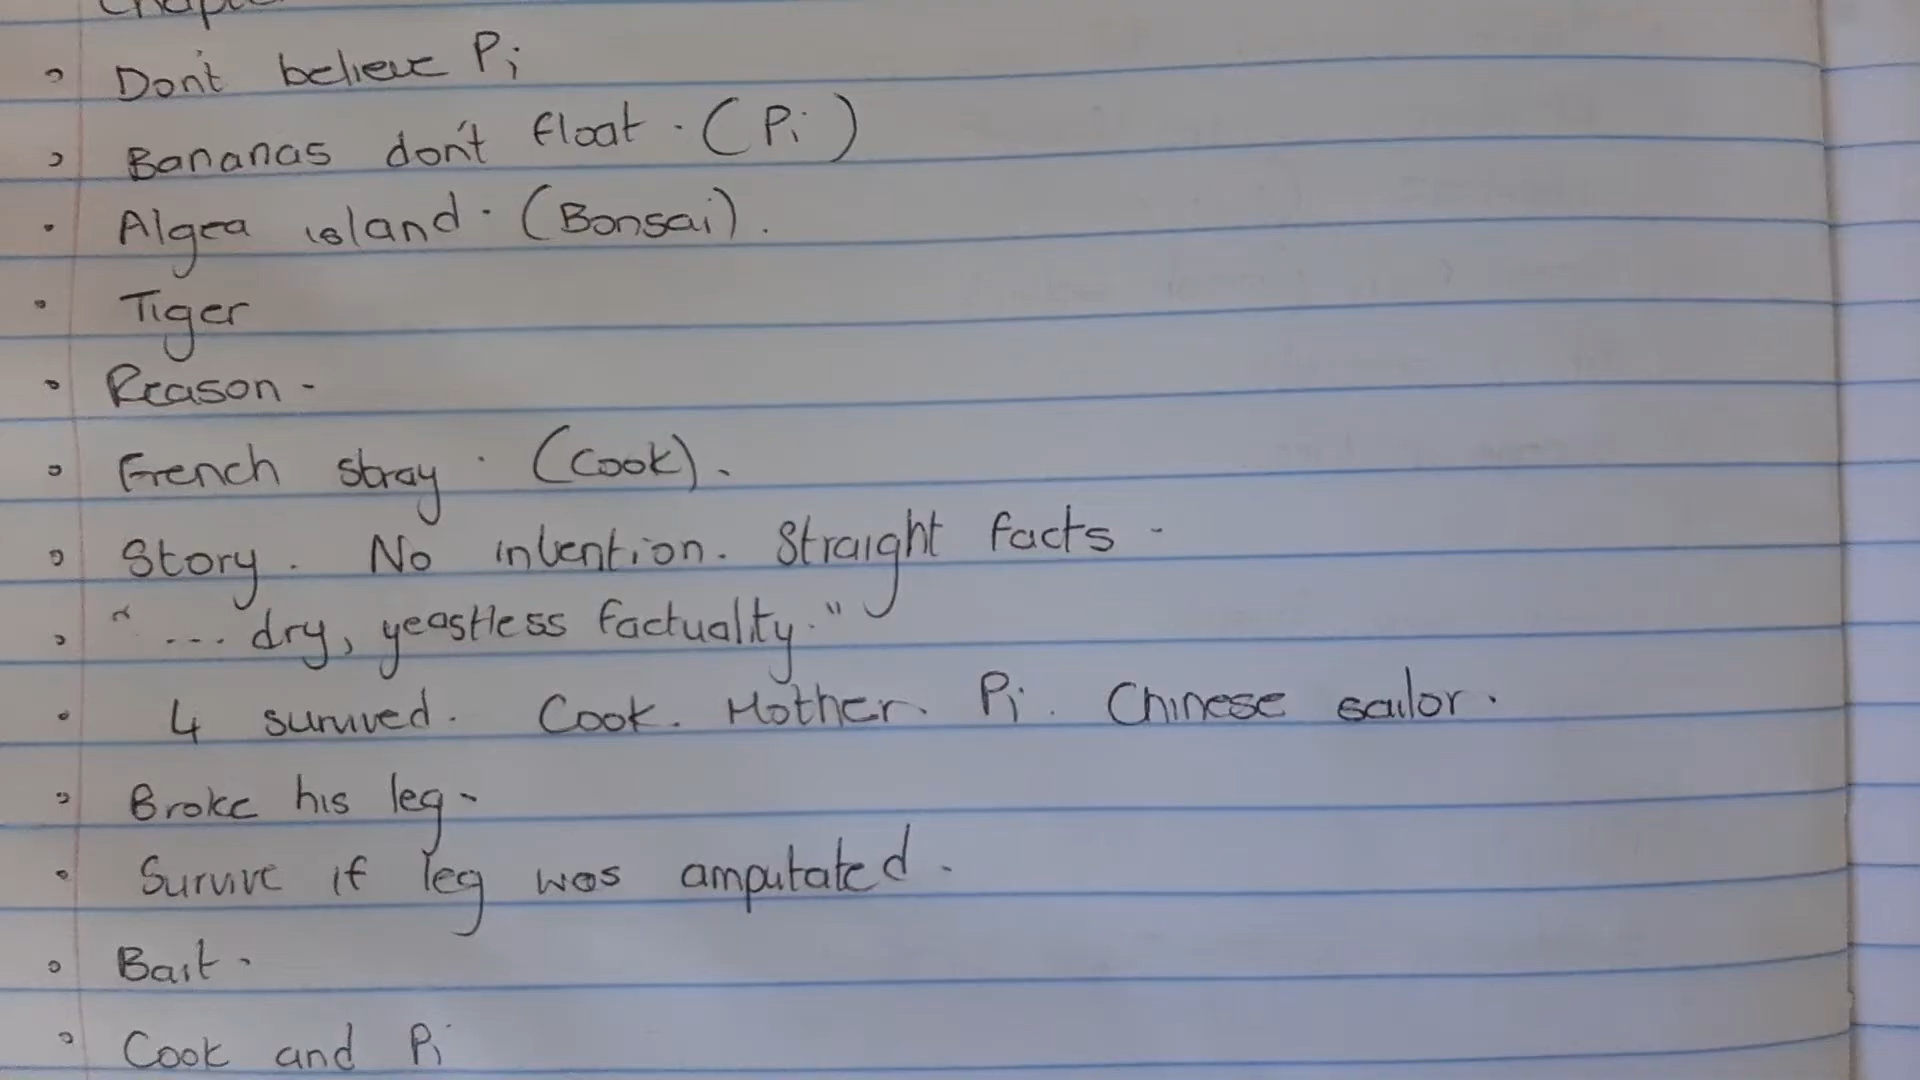 • Don't believe Pi
• Bananas don't float. (Pi)
• Algea island. (Bonsai).
• Tiger
• Reason -
• French stray. (Cook).
• Story. No intention. Straight facts -
• "... dry, yeastless factuality."
• 4 survived. Cook. Mother. Pi. Chinese sailor.
• Broke his leg -
• Survive if leg was amputated.
• Bait.
• Cook and Pi